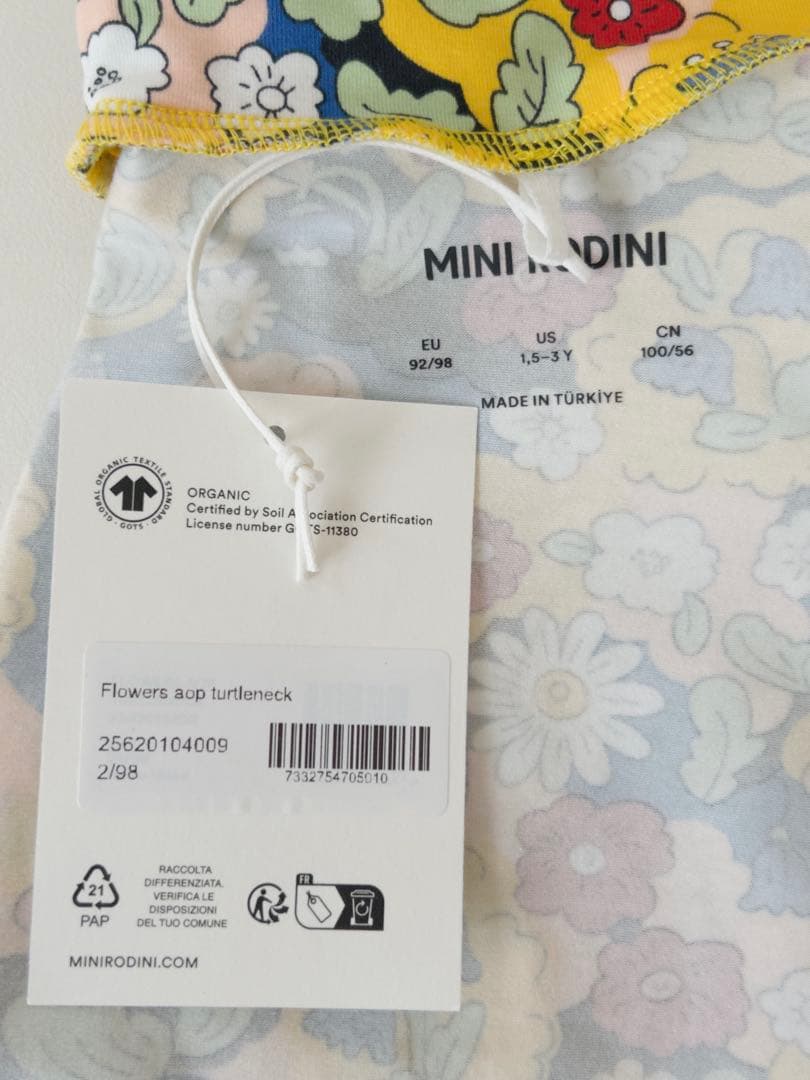 MINI RODINI
EU
92/98
US
1,5–3 Y
CN
100/56
MADE IN TÜRKİYE
GLOBAL ORGANIC TEXTILE STANDARD · GOTS ·
ORGANIC
Certified by Soil Association Certification
License number GOTS-11380
Flowers aop turtleneck
25620104009
2/98
7332754705010
21
PAP
RACCOLTA
DIFFERENZIATA.
VERIFICA LE
DISPOSIZIONI
DEL TUO COMUNE
FR
MINIRODINI.COM